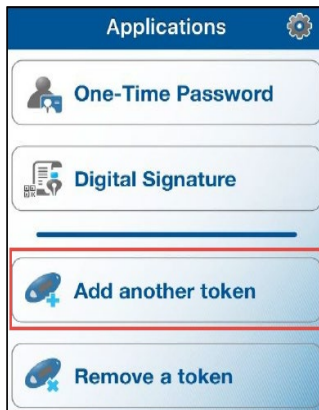 Applications
One-Time Password
Digital Signature
Add another token
Remove a token